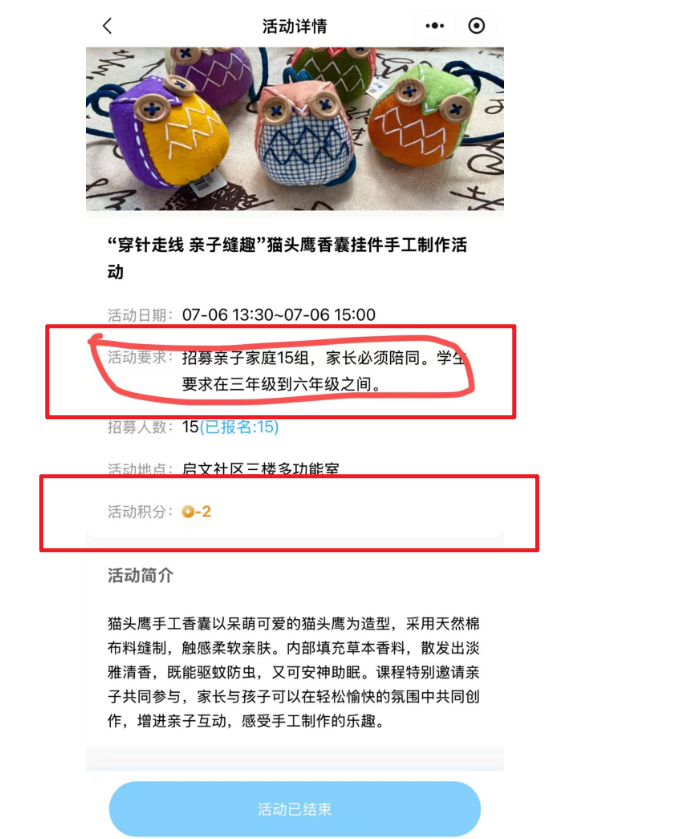 活动详情
“穿针走线 亲子缝趣”猫头鹰香囊挂件手工制作活
动
活动日期： 07-06 13:30~07-06 15:00
活动要求： 招募亲子家庭15组，家长必须陪同。学生
要求在三年级到六年级之间。
招募人数： 15(已报名:15)
活动地点： 启文社区三楼多功能室
活动积分： -2
活动简介
猫头鹰手工香囊以呆萌可爱的猫头鹰为造型，采用天然棉
布料缝制，触感柔软亲肤。内部填充草本香料，散发出淡
雅清香，既能驱蚊防虫，又可安神助眠。课程特别邀请亲
子共同参与，家长与孩子可以在轻松愉快的氛围中共同创
作，增进亲子互动，感受手工制作的乐趣。
活动已结束